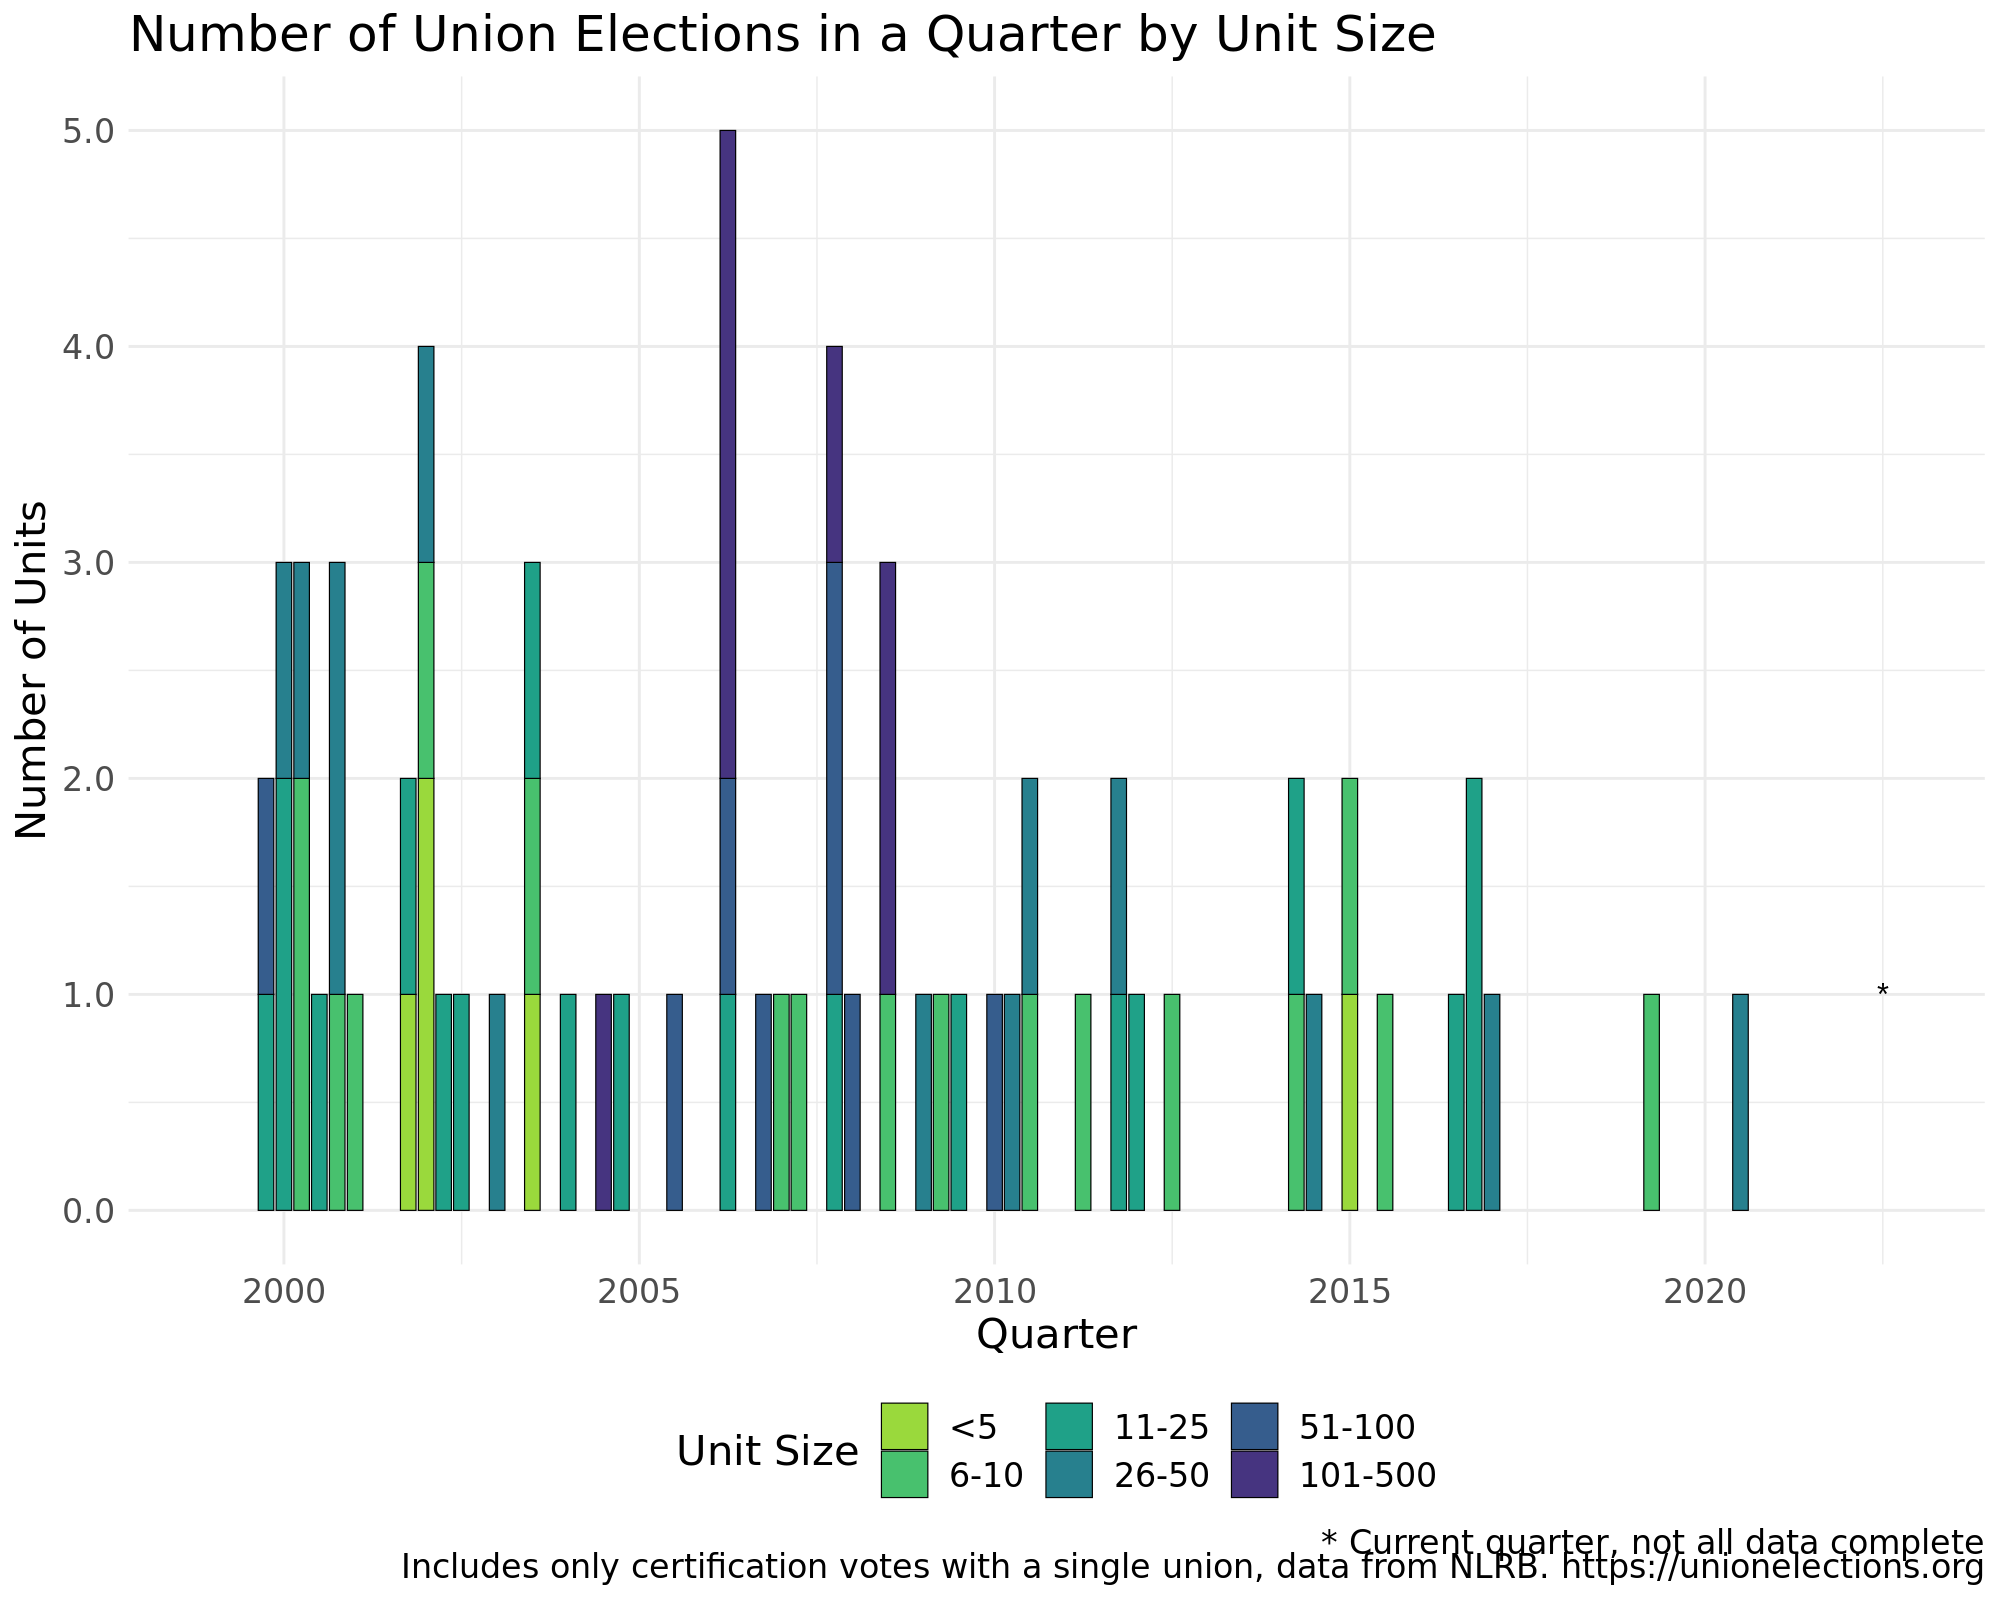 Number of Union Elections in a Quarter by Unit Size
Number of Units
5.0
4.0
3.0
2.0
1.0
0.0
*
2000 2005 2010 2015 2020
Quarter
Unit Size
<5 11-25 51-100
6-10 26-50 101-500
* Current quarter, not all data complete
Includes only certification votes with a single union, data from NLRB. https://unionelections.org